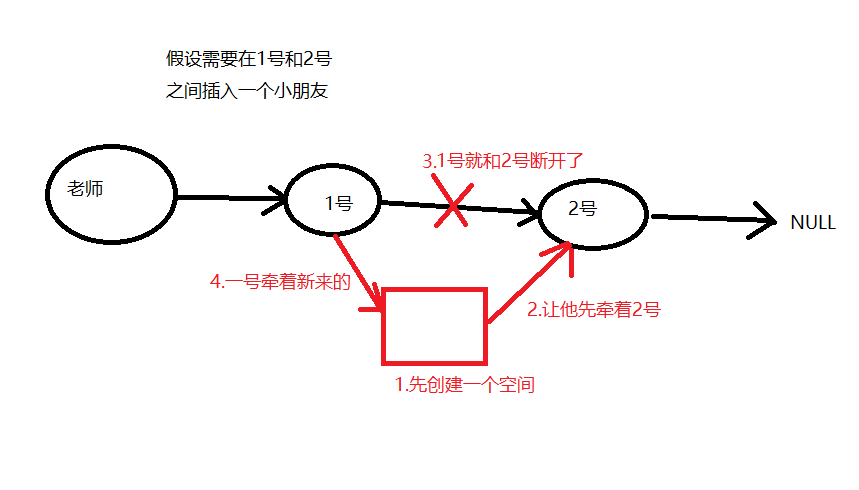 假设需要在1号和2号
之间插入一个小朋友
3.1号就和2号断开了
老师
1号
2号
NULL
4.一号牵着新来的
2.让他先牵着2号
1.先创建一个空间